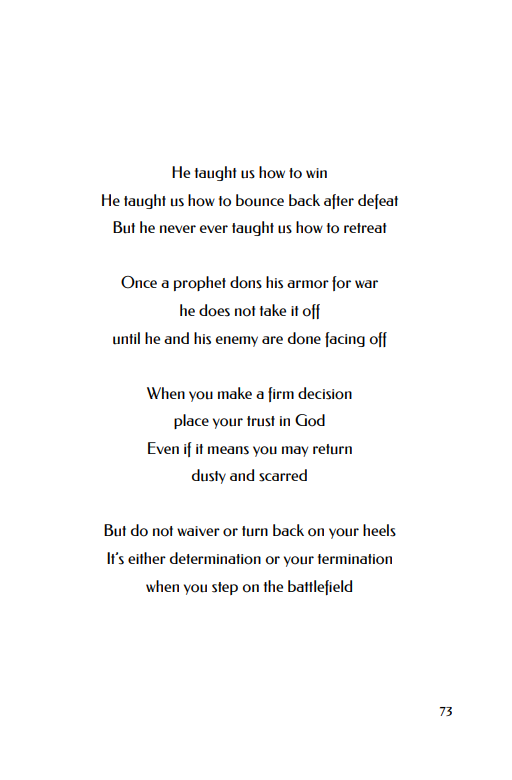 He taught us how to win
He taught us how to bounce back after defeat
But he never ever taught us how to retreat
Once a prophet dons his armor for war
he does not take it off
until he and his enemy are done facing off
When you make a firm decision
place your trust in God
Even if it means you may return
dusty and scarred
But do not waiver or turn back on your heels
It's either determination or your termination
when you step on the battlefield
73